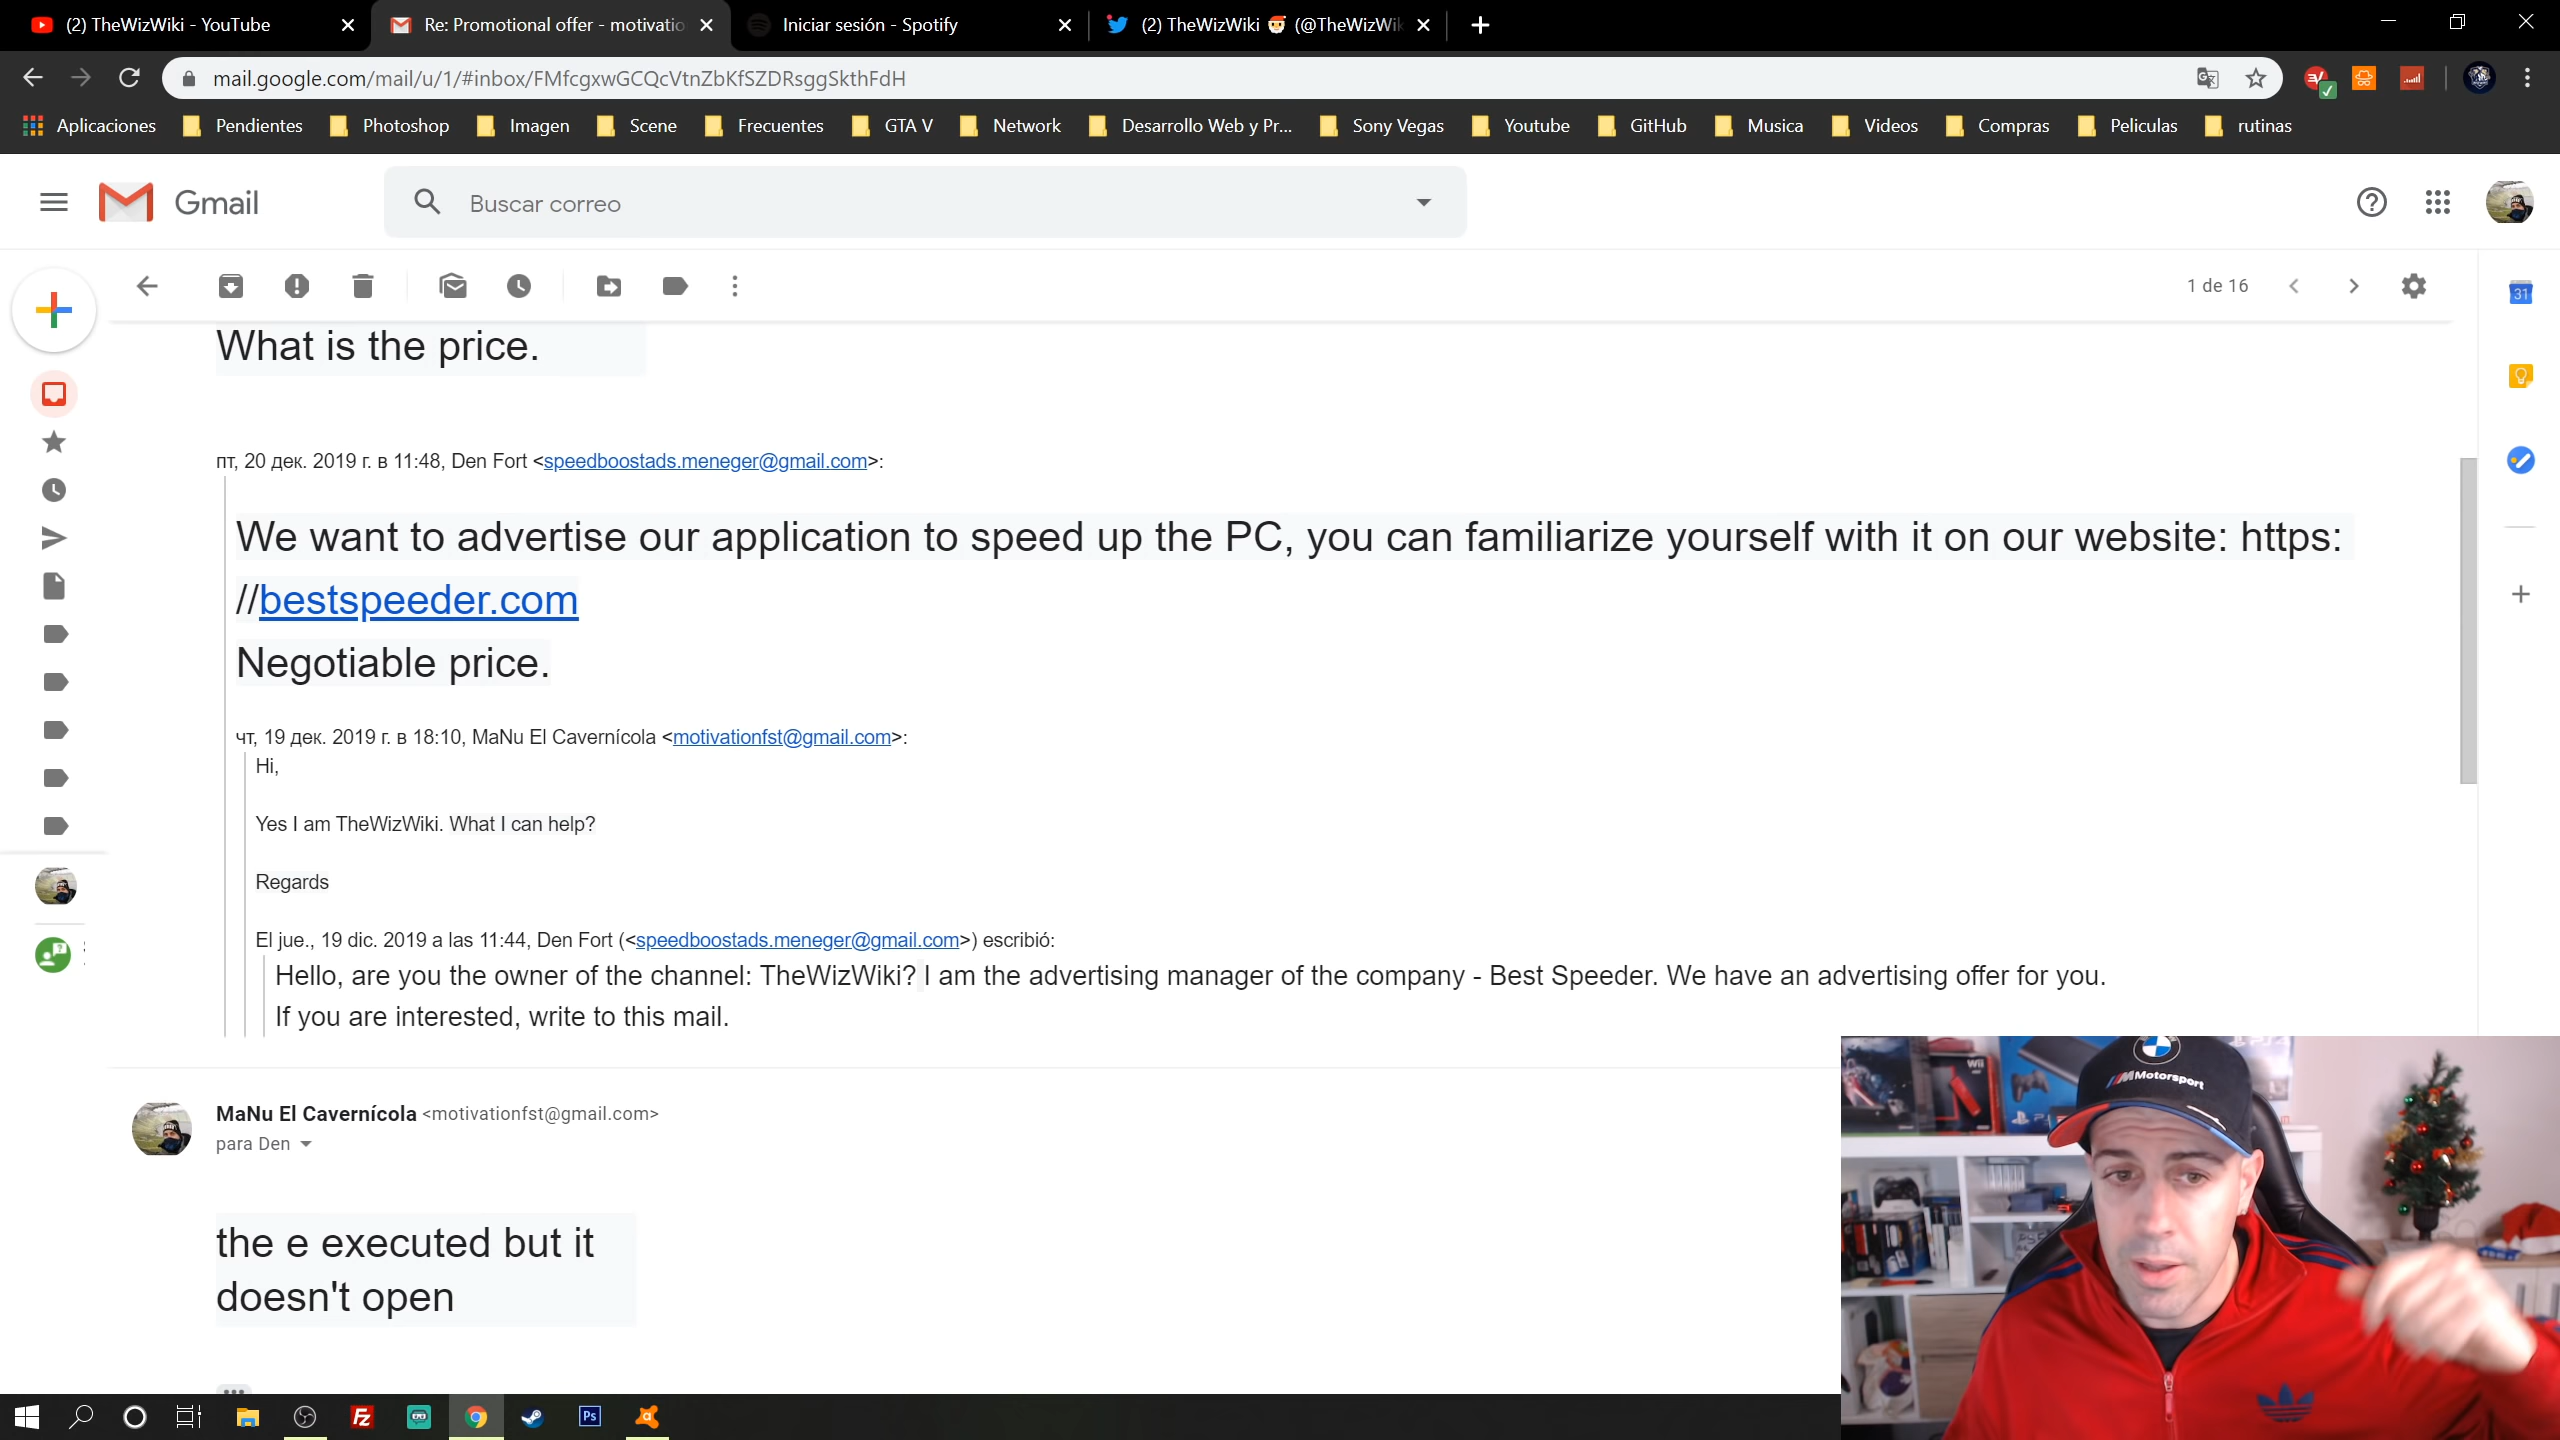 (2) TheWizWiki - YouTube
Re: Promotional offer - motivatio
Iniciar sesión - Spotify
(2) TheWizWiki 🎅 (@TheWizWik
mail.google.com/mail/u/1/#inbox/FMfcgxwGCQcVtnZbKfSZDRsggSkthFdH
Aplicaciones
Pendientes
Photoshop
Imagen
Scene
Frecuentes
GTA V
Network
Desarrollo Web y Pr...
Sony Vegas
Youtube
GitHub
Musica
Videos
Compras
Peliculas
rutinas
Gmail
Buscar correo
1 de 16
31
What is the price.
пт, 20 дек. 2019 г. в 11:48, Den Fort <speedboostads.meneger@gmail.com>:
We want to advertise our application to speed up the PC, you can familiarize yourself with it on our website: https:
//bestspeeder.com
Negotiable price.
чт, 19 дек. 2019 г. в 18:10, MaNu El Cavernícola <motivationfst@gmail.com>:
Hi,
Yes I am TheWizWiki. What I can help?
Regards
El jue., 19 dic. 2019 a las 11:44, Den Fort (<speedboostads.meneger@gmail.com>) escribió:
Hello, are you the owner of the channel: TheWizWiki? I am the advertising manager of the company - Best Speeder. We have an advertising offer for you.
If you are interested, write to this mail.
MaNu El Cavernícola <motivationfst@gmail.com>
para Den
the e executed but it
doesn't open
Wii
M Motorsport
adidas
Fz
Ps